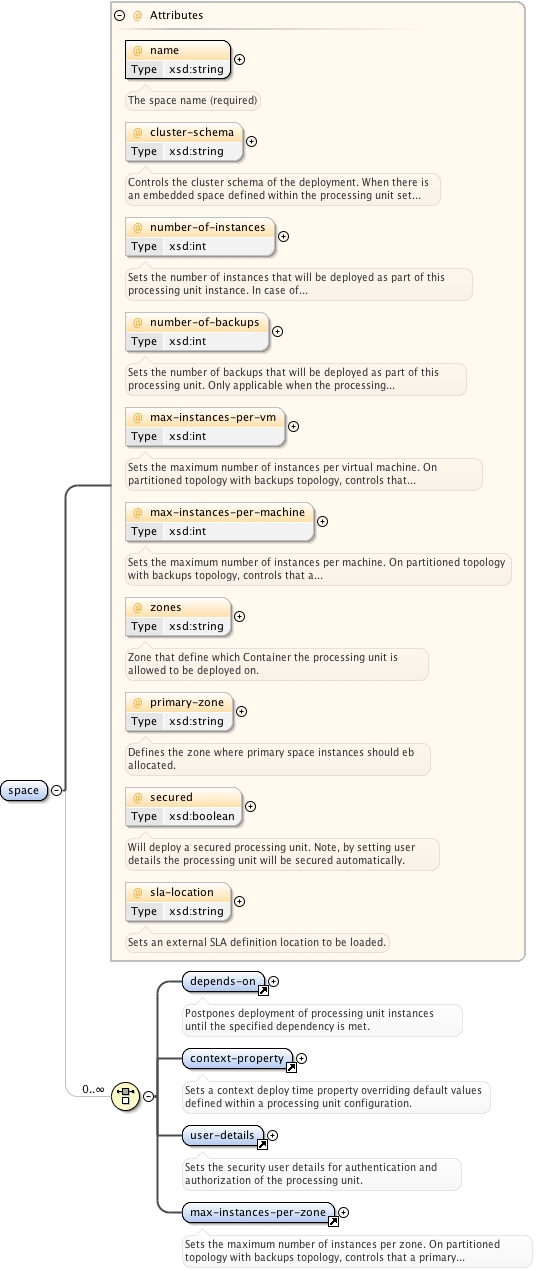 @ Attributes
@ name
Type xsd:string
The space name (required)
@ cluster-schema
Type xsd:string
Controls the cluster schema of the deployment. When there is
an embedded space defined within the processing unit set...
@ number-of-instances
Type xsd:int
Sets the number of instances that will be deployed as part of this
processing unit instance. In case of...
@ number-of-backups
Type xsd:int
Sets the number of backups that will be deployed as part of this
processing unit. Only applicable when the processing...
@ max-instances-per-vm
Type xsd:int
Sets the maximum number of instances per virtual machine. On
partitioned topology with backups topology, controls that...
@ max-instances-per-machine
Type xsd:int
Sets the maximum number of instances per machine. On partitioned topology
with backups topology, controls that a...
@ zones
Type xsd:string
Zone that define which Container the processing unit is
allowed to be deployed on.
@ primary-zone
Type xsd:string
Defines the zone where primary space instances should eb
allocated.
space
@ secured
Type xsd:boolean
Will deploy a secured processing unit. Note, by setting user
details the processing unit will be secured automatically.
@ sla-location
Type xsd:string
Sets an external SLA definition location to be loaded.
depends-on
Postpones deployment of processing unit instances
until the specified dependency is met.
context-property
0..∞
Sets a context deploy time property overriding default values
defined within a processing unit configuration.
user-details
Sets the security user details for authentication and
authorization of the processing unit.
max-instances-per-zone
Sets the maximum number of instances per zone. On partitioned
topology with backups topology, controls that a primary...